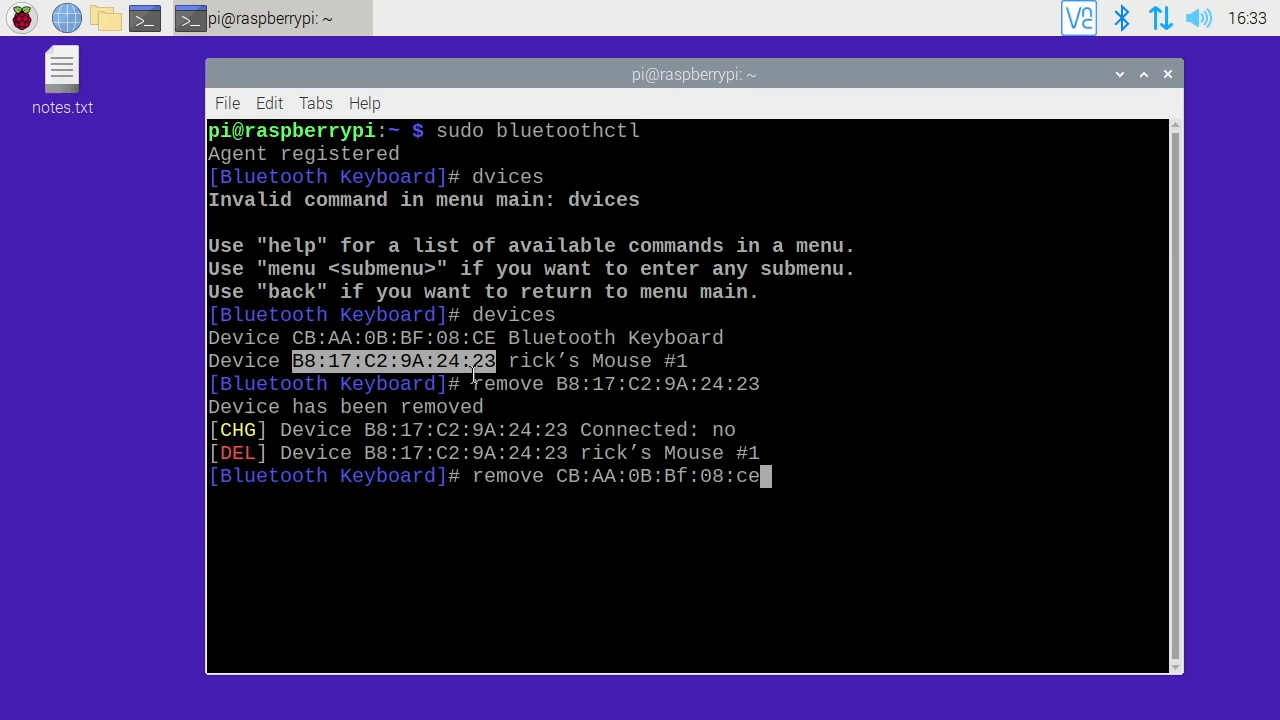 pi@raspberrypi: ~
16:33
notes.txt
pi@raspberrypi: ~
File Edit Tabs Help
pi@raspberrypi:~ $ sudo bluetoothctl
Agent registered
[Bluetooth Keyboard]# dvices
Invalid command in menu main: dvices
Use "help" for a list of available commands in a menu.
Use "menu <submenu>" if you want to enter any submenu.
Use "back" if you want to return to menu main.
[Bluetooth Keyboard]# devices
Device CB:AA:0B:BF:08:CE Bluetooth Keyboard
Device B8:17:C2:9A:24:23 rick’s Mouse #1
[Bluetooth Keyboard]# remove B8:17:C2:9A:24:23
Device has been removed
[CHG] Device B8:17:C2:9A:24:23 Connected: no
[DEL] Device B8:17:C2:9A:24:23 rick’s Mouse #1
[Bluetooth Keyboard]# remove CB:AA:0B:Bf:08:ce